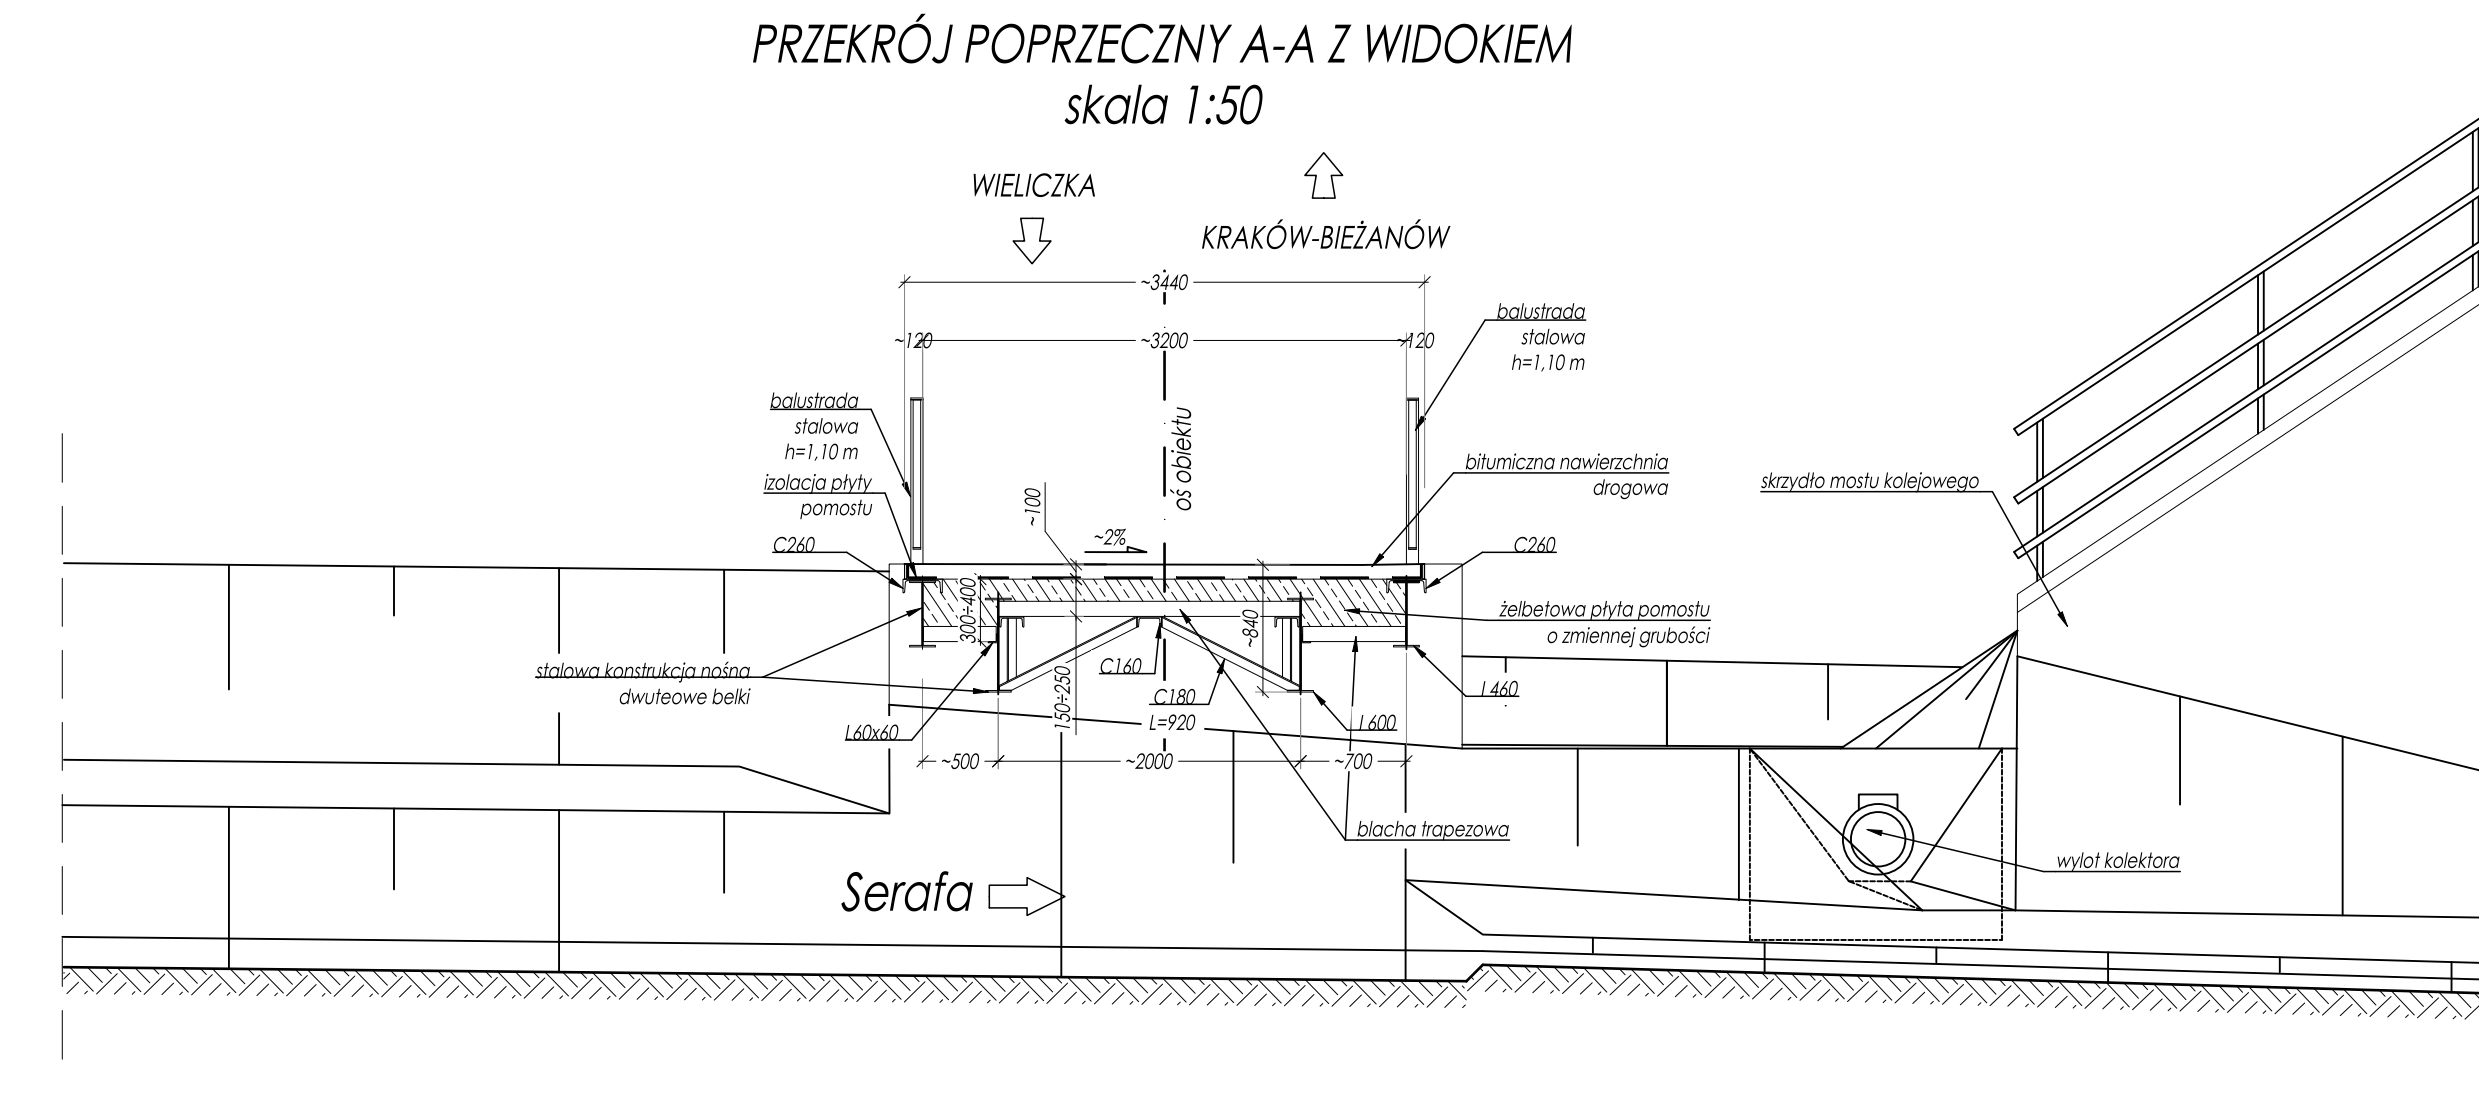 PRZEKRÓJ POPRZECZNY A-A Z WIDOKIEM
skala 1:50
WIELICZKA
KRAKÓW-BIEŻANÓW
~3440
~120
~3200
~120
balustrada
stalowa
h=1,10 m
balustrada
stalowa
h=1,10 m
oś obiektu
izolacja płyty
pomostu
bitumiczna nawierzchnia
drogowa
skrzydło mostu kolejowego
~100
~2%
C260
C260
300÷400
~840
żelbetowa płyta pomostu
o zmiennej grubości
stalowa konstrukcja nośna
dwuteowe belki
C160
C180
L=920
150÷250
I 460
I 600
L60x60
~500
~2000
~700
blacha trapezowa
wylot kolektora
Serafa